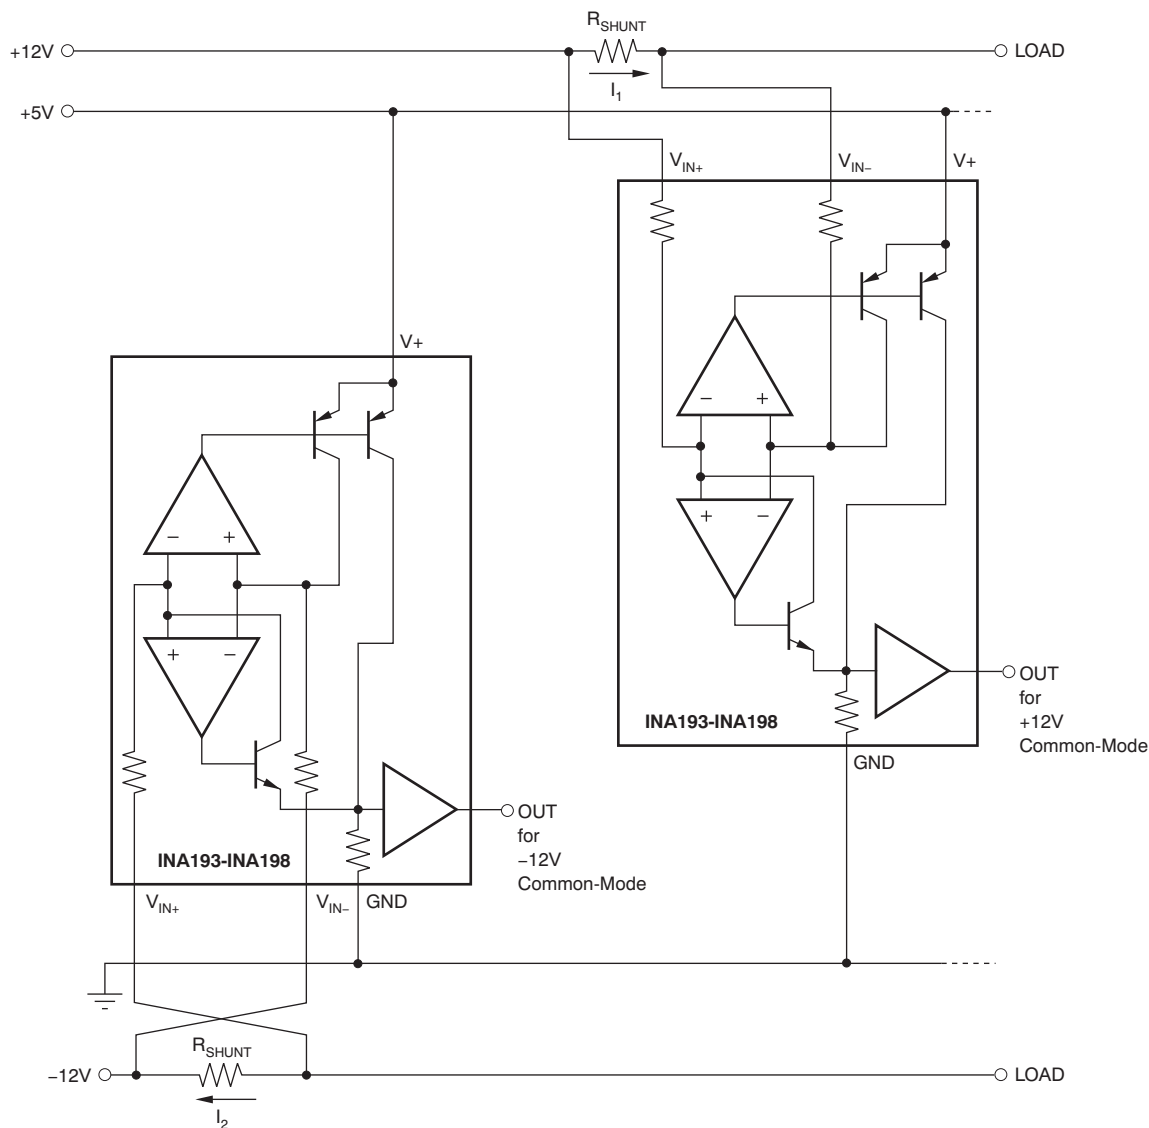 R_SHUNT
+12V
LOAD
I_1
+5V
V_IN+
V_IN−
V+
V+
−
+
−
+
+
−
+
−
OUT
for
+12V
Common-Mode
INA193-INA198
GND
OUT
for
−12V
Common-Mode
INA193-INA198
V_IN+
V_IN−
GND
R_SHUNT
−12V
LOAD
I_2